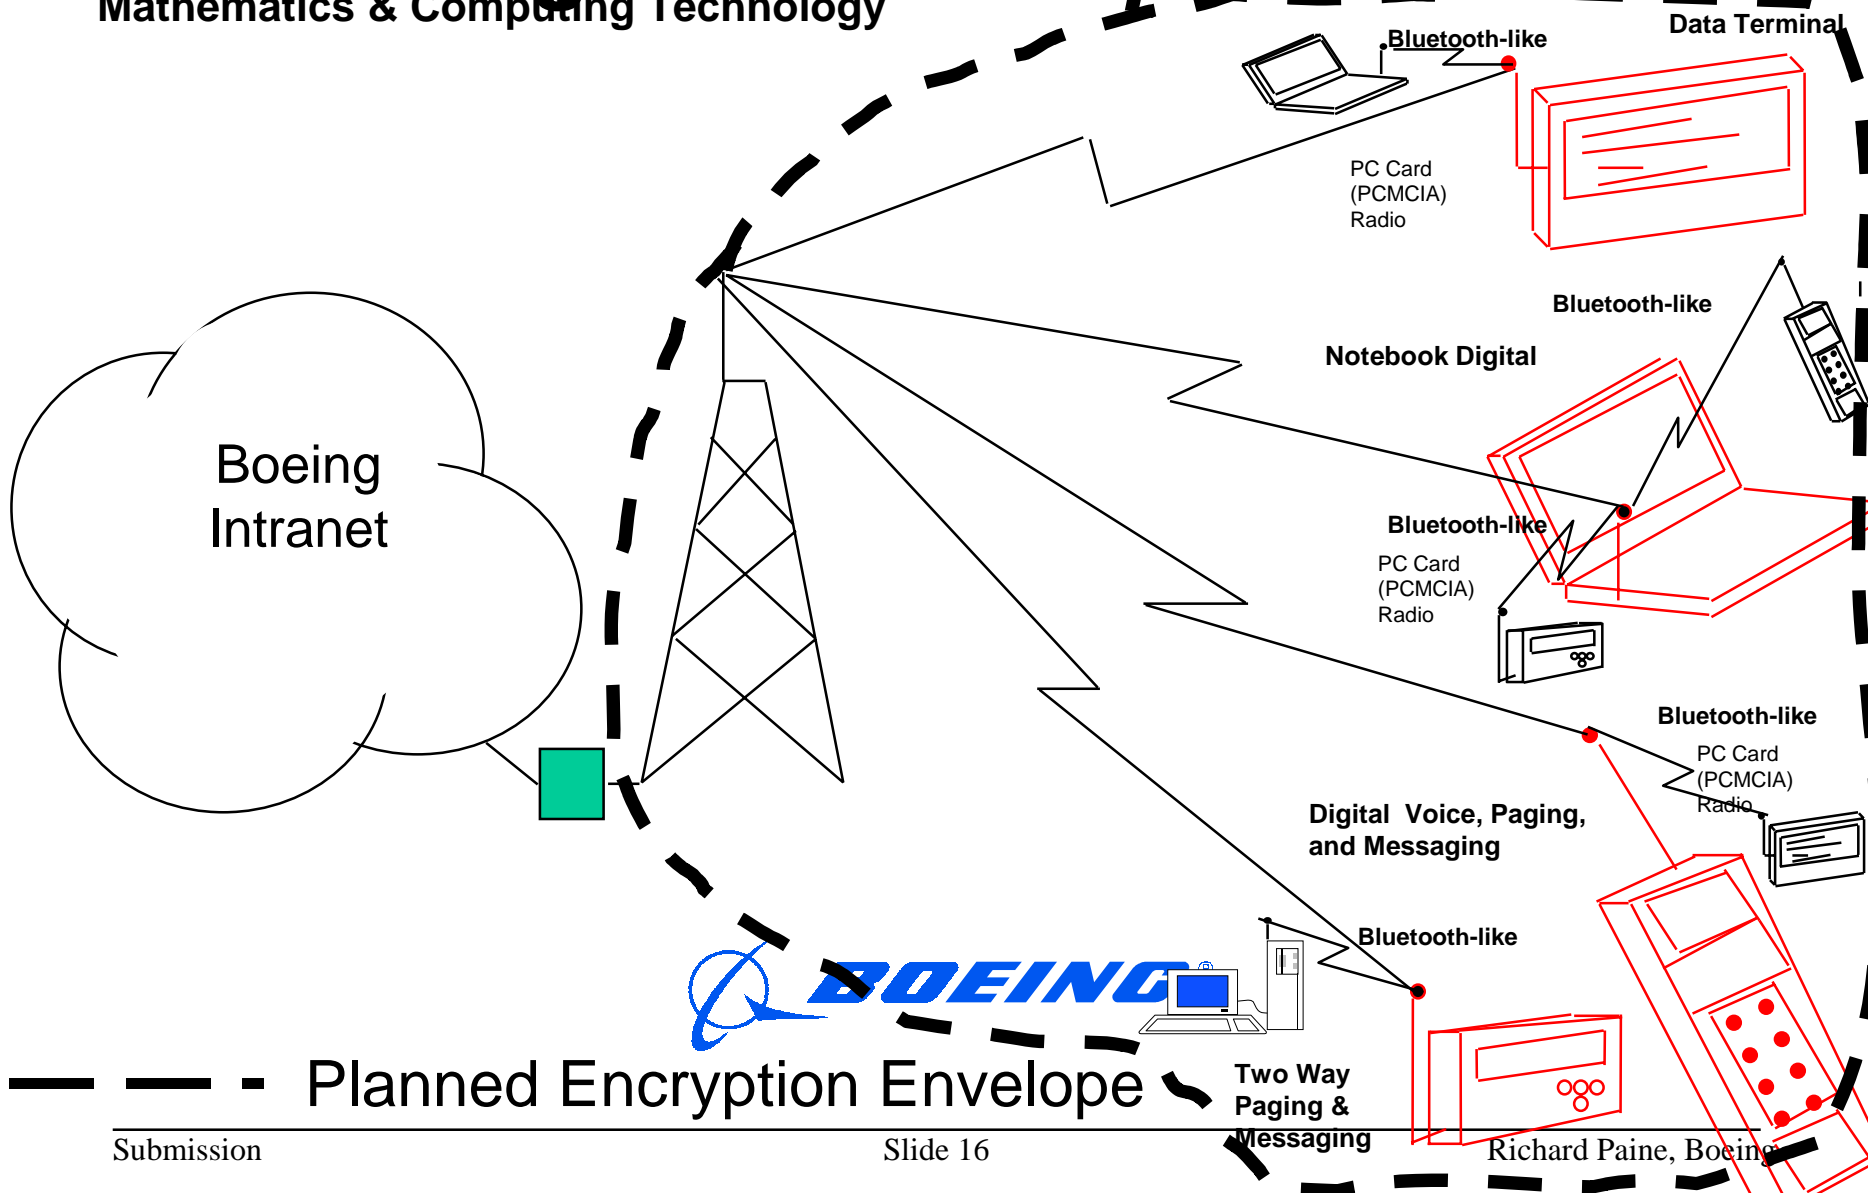 Mathematics & Computing Technology
Data Terminal
Bluetooth-like
PC Card
(PCMCIA)
Radio
Bluetooth-like
Notebook Digital
Boeing
Intranet
Bluetooth-like
PC Card
(PCMCIA)
Radio
Bluetooth-like
PC Card
(PCMCIA)
Radio
Digital  Voice, Paging,
and Messaging
Bluetooth-like
BOEING
Planned Encryption Envelope
Two Way
Paging &
Messaging
Submission
Slide 16
Richard Paine, Boeing